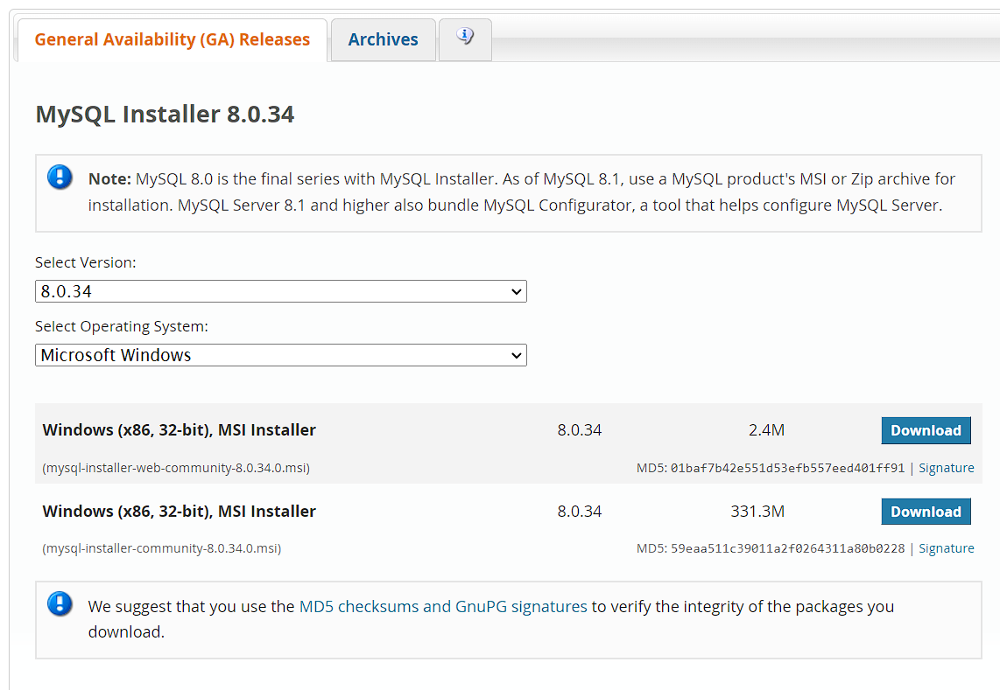 General Availability (GA) Releases
Archives
MySQL Installer 8.0.34
Note: MySQL 8.0 is the final series with MySQL Installer. As of MySQL 8.1, use a MySQL product's MSI or Zip archive for
installation. MySQL Server 8.1 and higher also bundle MySQL Configurator, a tool that helps configure MySQL Server.
Select Version:
8.0.34
Select Operating System:
Microsoft Windows
Windows (x86, 32-bit), MSI Installer 8.0.34 2.4M Download
(mysql-installer-web-community-8.0.34.0.msi) MD5: 01baf7b42e551d53efb557eed401ff91 | Signature
Windows (x86, 32-bit), MSI Installer 8.0.34 331.3M Download
(mysql-installer-community-8.0.34.0.msi) MD5: 59eaa511c39011a2f0264311a80b0228 | Signature
We suggest that you use the MD5 checksums and GnuPG signatures to verify the integrity of the packages you
download.